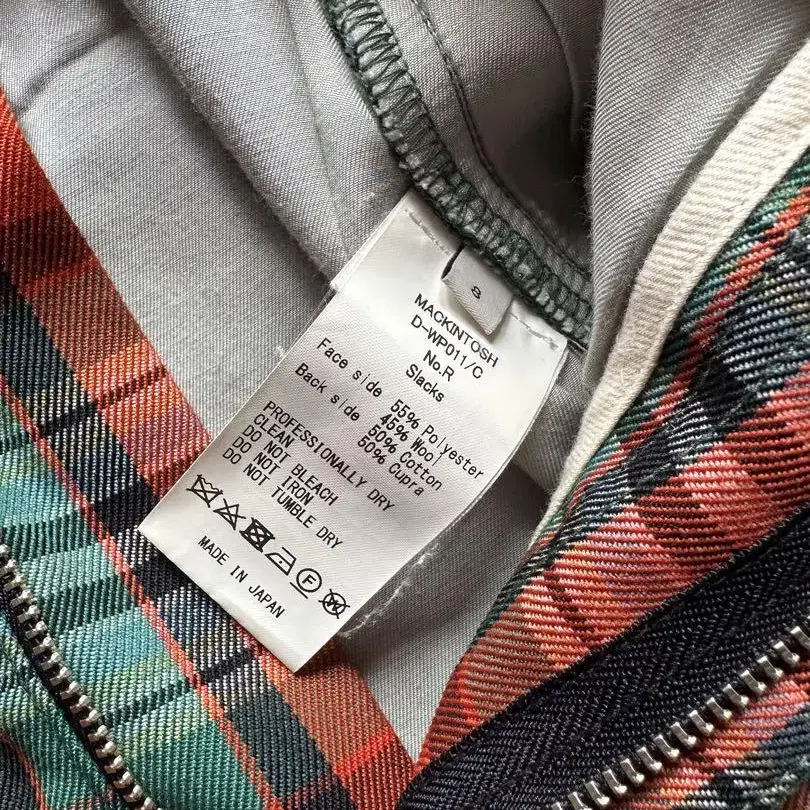 8
MACKINTOSH
D-WP011/C
No.R
Slacks
Face side 55% Polyester
45% Wool
Back side 50% Cotton
50% Cupra
PROFESSIONALLY DRY
CLEAN
DO NOT BLEACH
DO NOT IRON
DO NOT TUMBLE DRY
F
W
MADE IN JAPAN